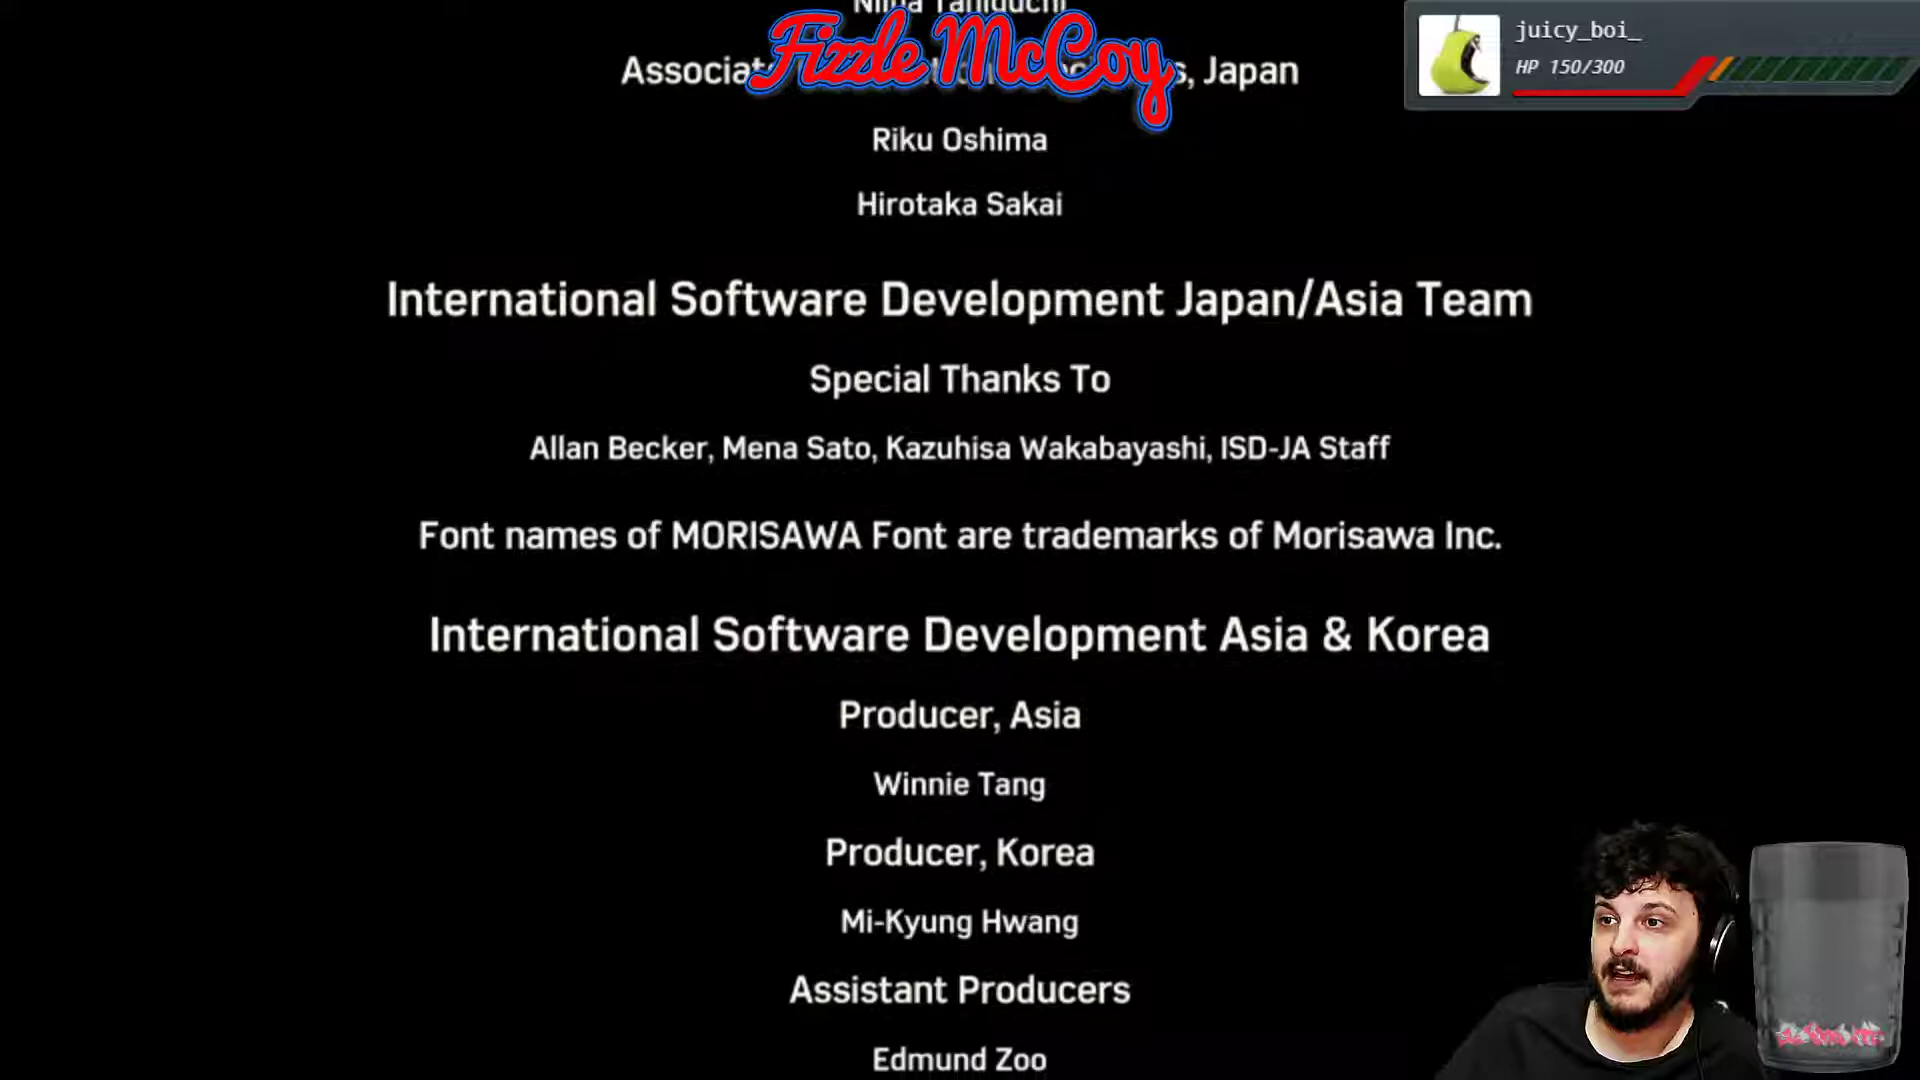 Fizzle McCoy
juicy_boi_
HP 150/300
Japan
Riku Oshima
Hirotaka Sakai
International Software Development Japan/Asia Team
Special Thanks To
Allan Becker, Mena Sato, Kazuhisa Wakabayashi, ISD-JA Staff
Font names of MORISAWA Font are trademarks of Morisawa Inc.
International Software Development Asia & Korea
Producer, Asia
Winnie Tang
Producer, Korea
Mi-Kyung Hwang
Assistant Producers
Edmund Zoo